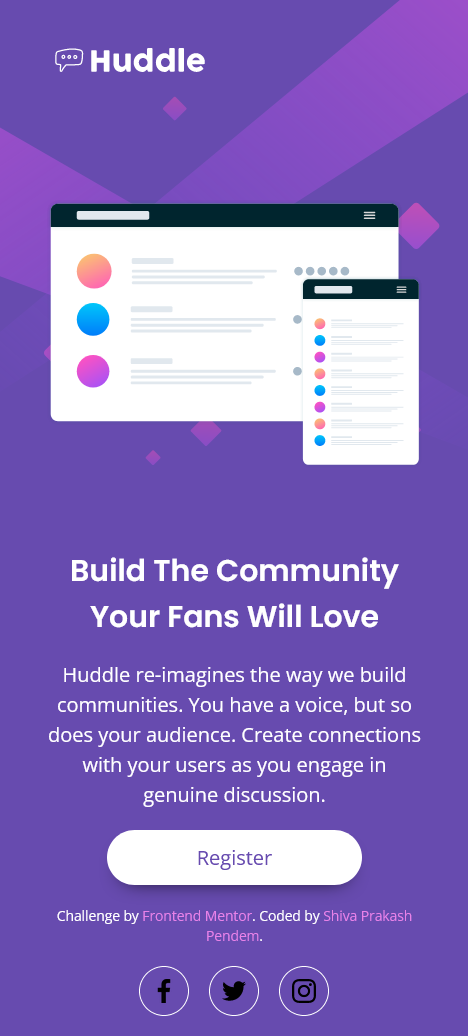 Huddle
Build The Community
Your Fans Will Love
Huddle re-imagines the way we build
communities. You have a voice, but so
does your audience. Create connections
with your users as you engage in
genuine discussion.
Register
Challenge by Frontend Mentor. Coded by Shiva Prakash
Pendem.